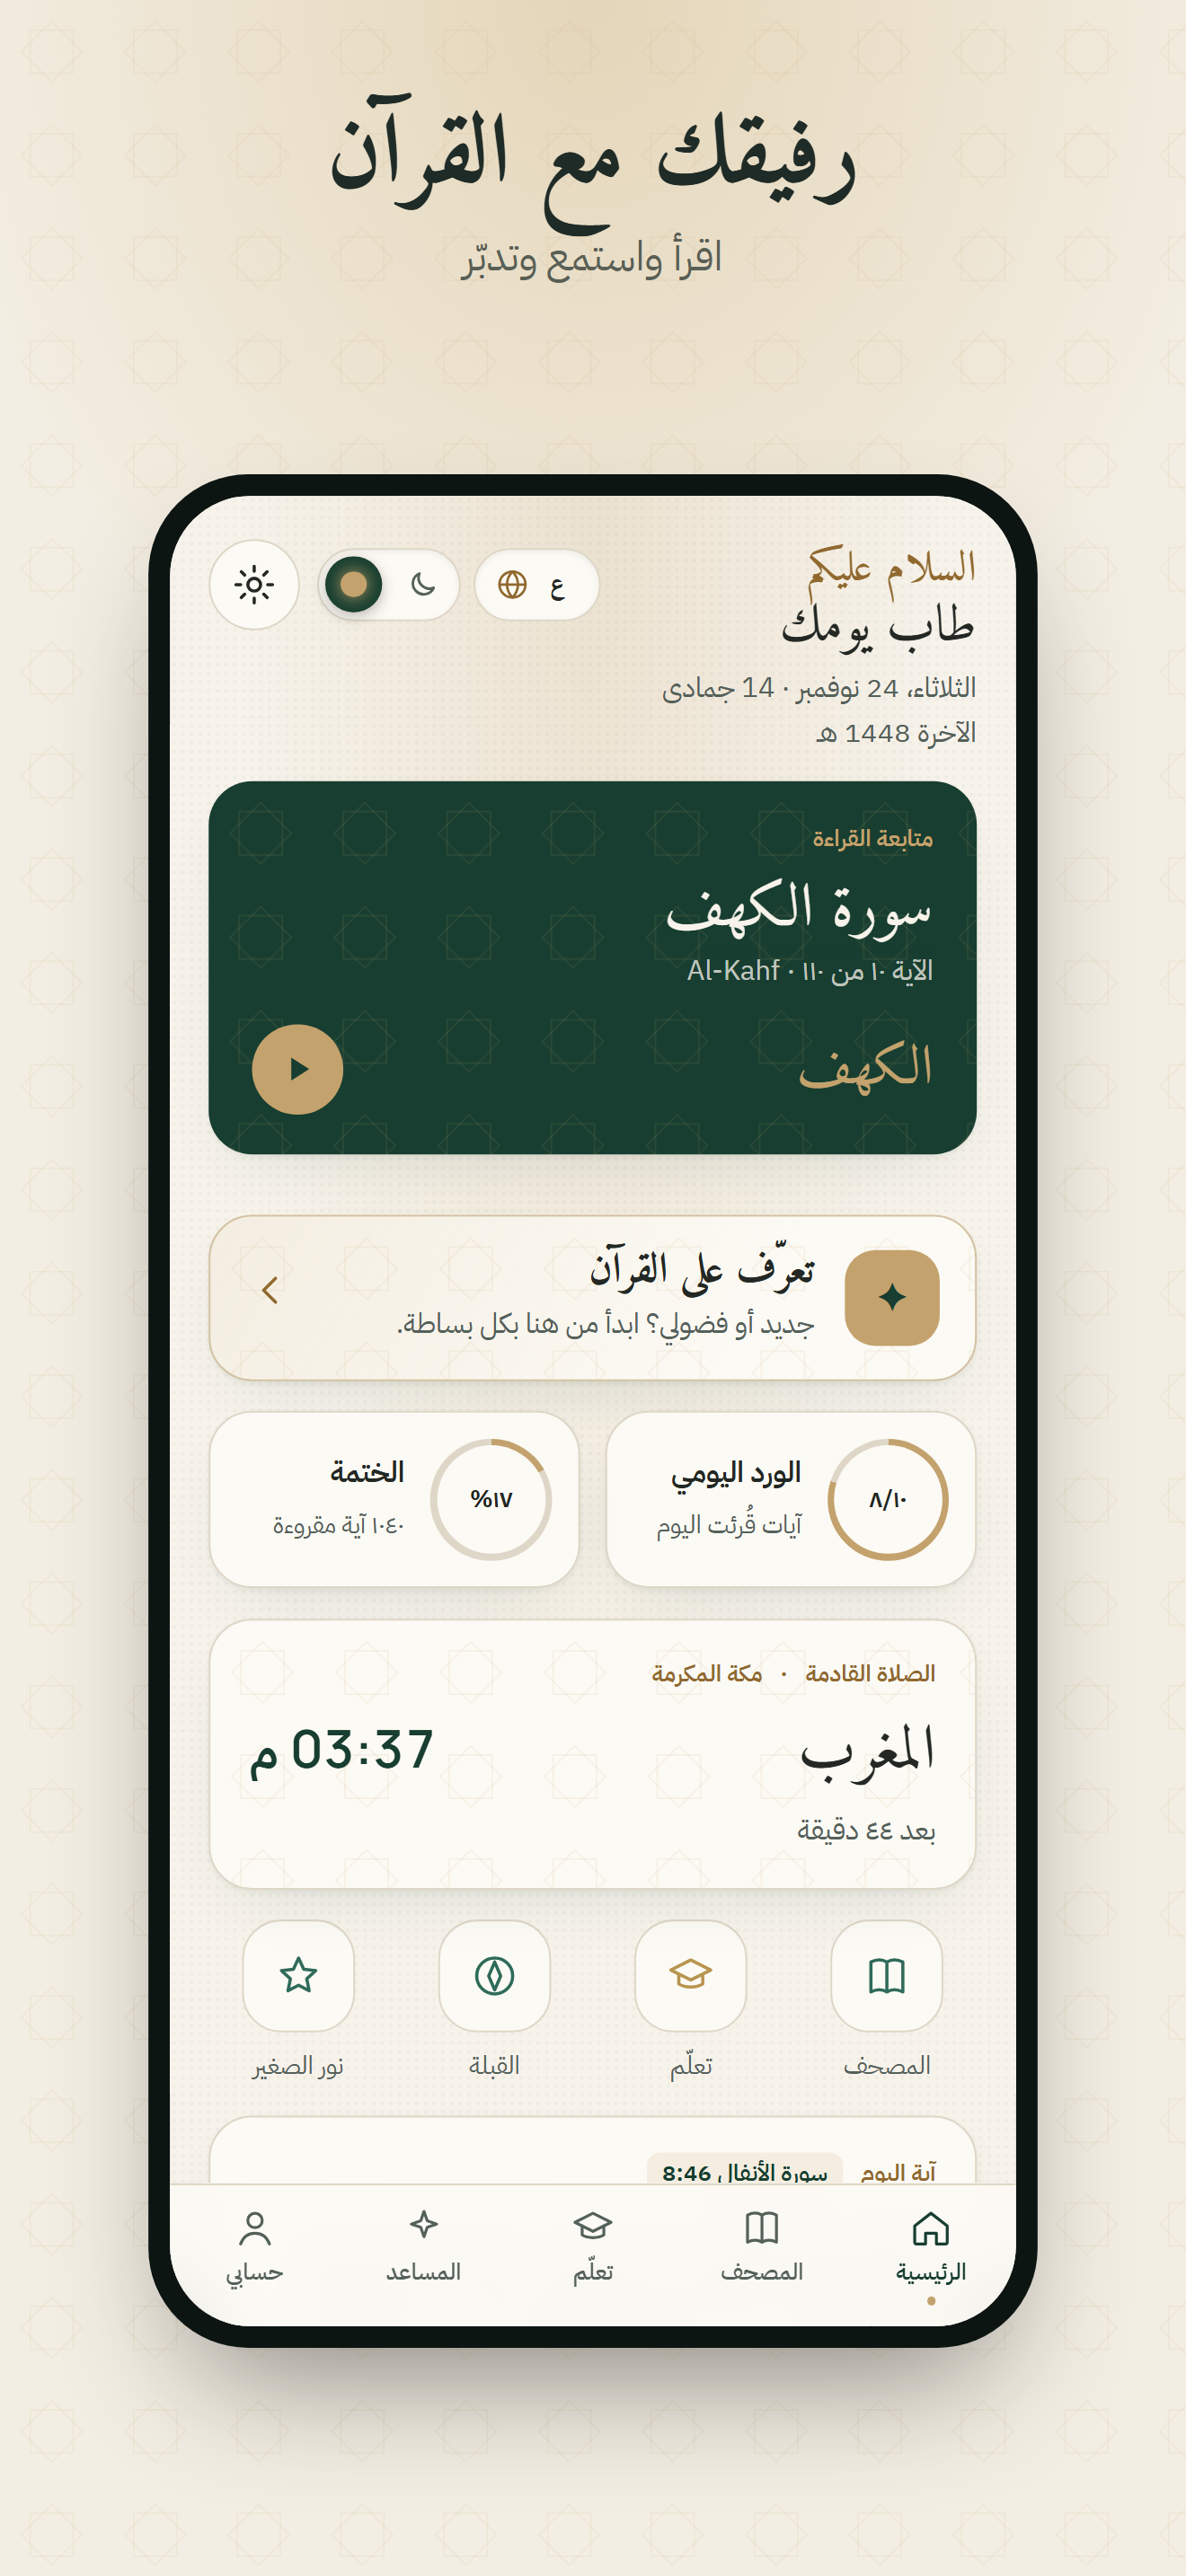 رفيقك مع القرآن
اقرأ واستمع وتدبّر
السلام عليكم
ع
طاب يومك
الثلاثاء، 24 نوفمبر · 14 جمادى
الآخرة 1448 هـ
متابعة القراءة
سورة الكهف
الآية ١٠ من ١١٠ · Al-Kahf
الكهف
تعرّف على القرآن
جديد أو فضولي؟ ابدأ من هنا بكل بساطة.
٨/١٠
الورد اليومي
آيات قُرئت اليوم
١٧%
الختمة
١٠٤٠ آية مقروءة
الصلاة القادمة · مكة المكرمة
المغرب
03:37 م
بعد ٤٤ دقيقة
المصحف
تعلّم
القبلة
نور الصغير
آية اليوم
سورة الأنفال 8:46
الرئيسية
المصحف
تعلّم
المساعد
حسابي